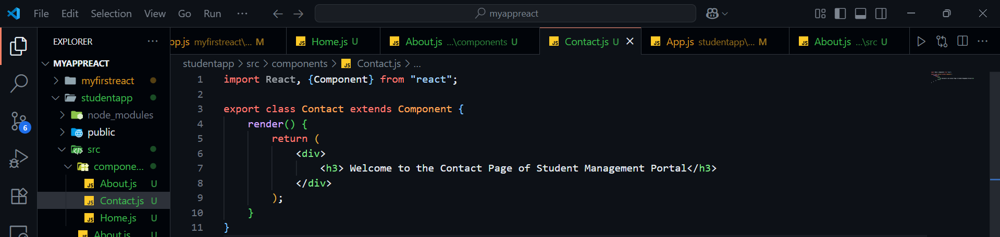 File Edit Selection View Go Run ··· myappreact
EXPLORER ···
pp.js myfirstreact\... M Home.js U About.js ...\components U Contact.js U App.js studentapp\... M About.js ...\src U ···
MYAPPREACT
myfirstreact
studentapp
node_modules
public
src
compone...
About.js U
Contact.js U
Home.js U
About.js U
6
studentapp > src > components > JS Contact.js > ...
1 import React, {Component} from "react";
2
3 export class Contact extends Component {
4 render() {
5 return (
6 <div>
7 <h3> Welcome to the Contact Page of Student Management Portal</h3>
8 </div>
9 );
10 }
11 }